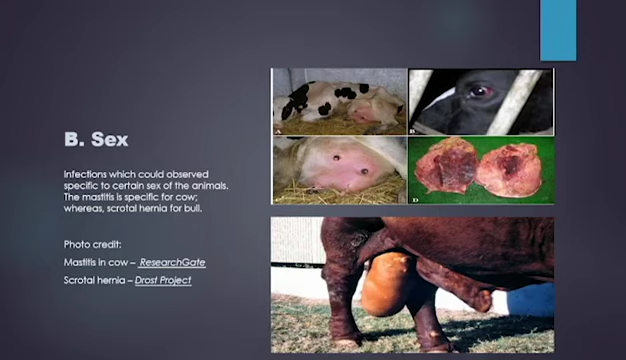 B. Sex
Infections which could observed
specific to certain sex of the animals.
The mastitis is specific for cow;
whereas, scrotal hernia for bull.
Photo credit:
Mastitis in cow – ResearchGate
Scrotal hernia – Drost Project
A
B
D